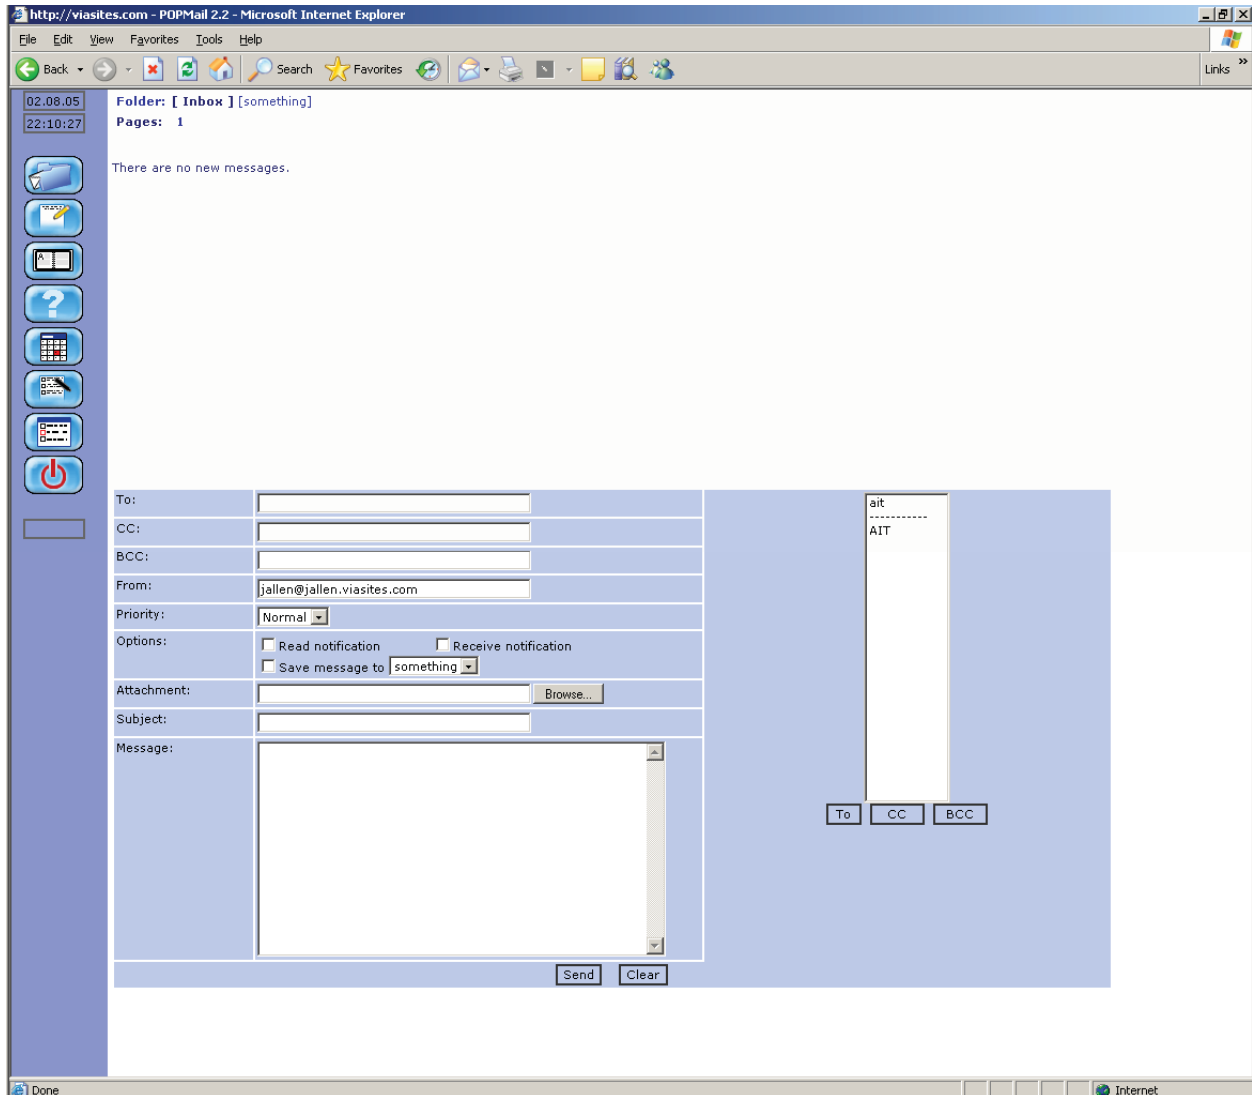 http://viasites.com - POPMail 2.2 - Microsoft Internet Explorer
File Edit View Favorites Tools Help
Back Search Favorites Links »
02.08.05
22:10:27
Folder: [ Inbox ] [something]
Pages: 1
There are no new messages.
A
?
To:
CC:
BCC:
From: jallen@jallen.viasites.com
Priority: Normal
Options: Read notification Receive notification
Save message to something
Attachment: Browse...
Subject:
Message:
Send Clear
ait
-----------
AIT
To CC BCC
Done Internet